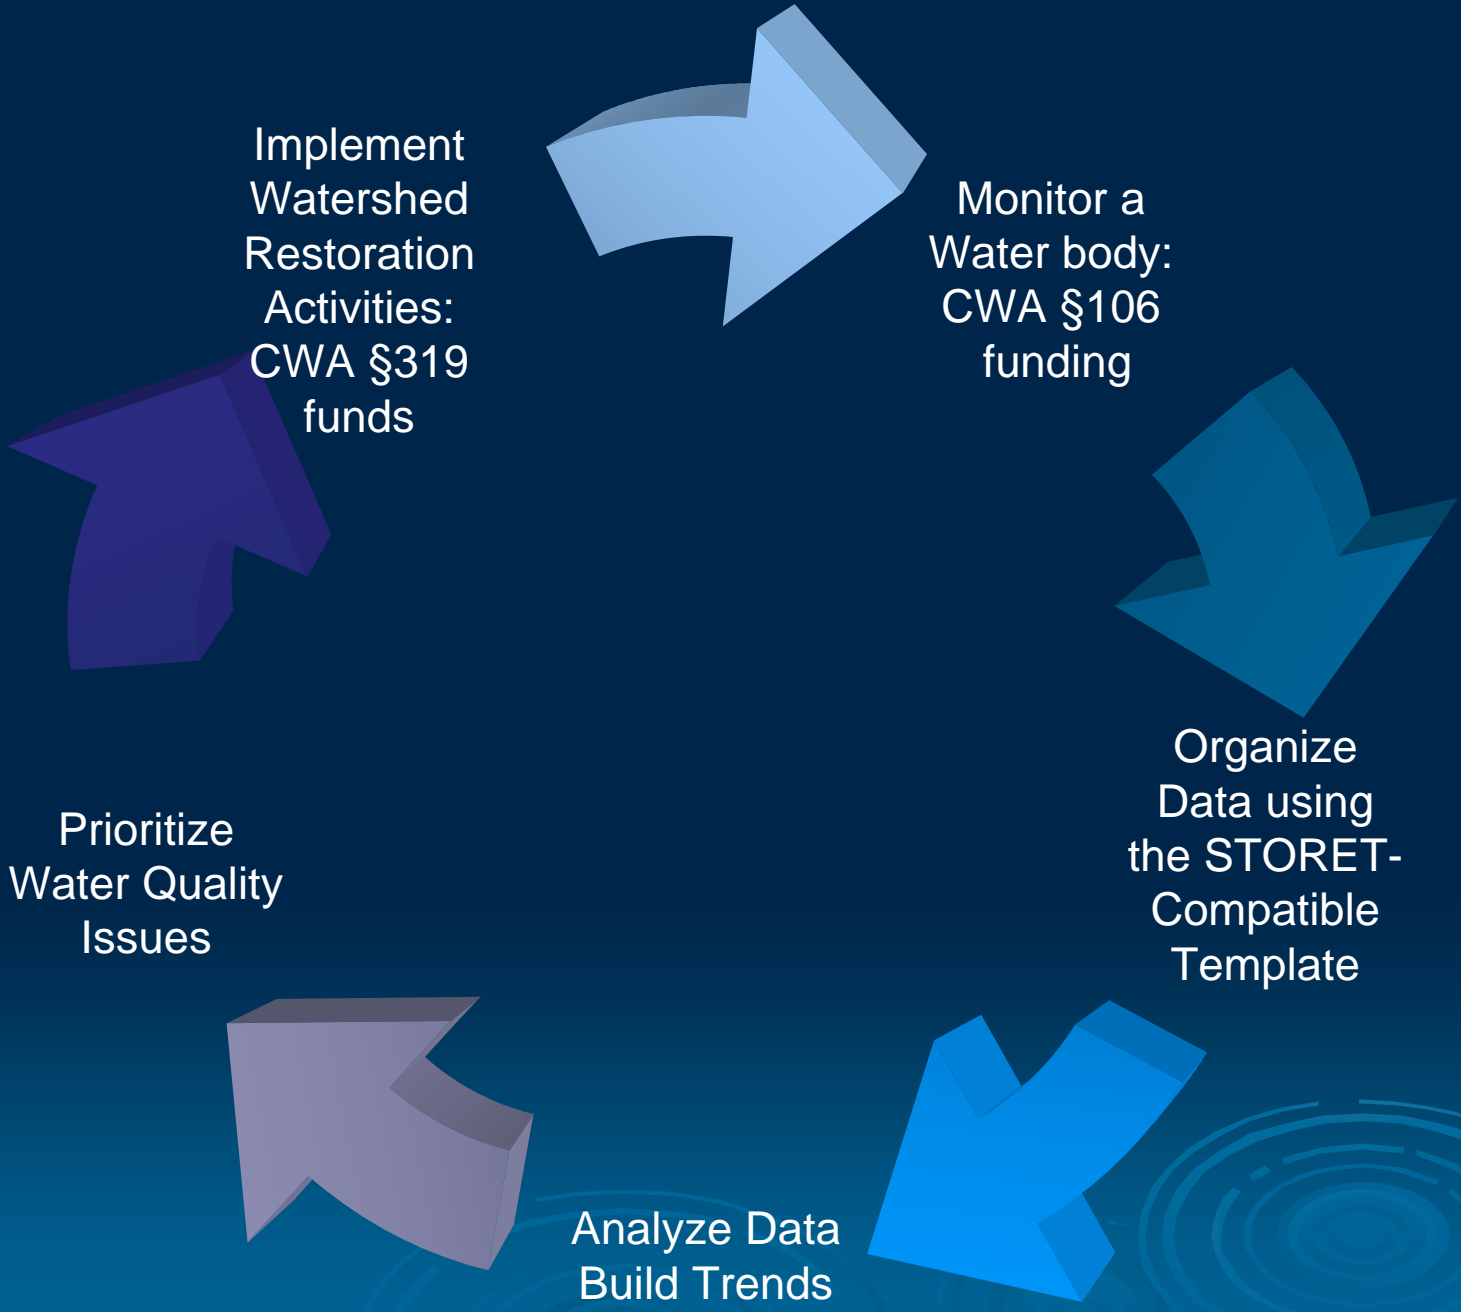 Implement
Watershed
Restoration
Activities:
CWA §319
funds
Monitor a
Water body:
CWA §106
funding
Organize
Data using
the STORET-
Compatible
Template
Analyze Data
Build Trends
Prioritize
Water Quality
Issues